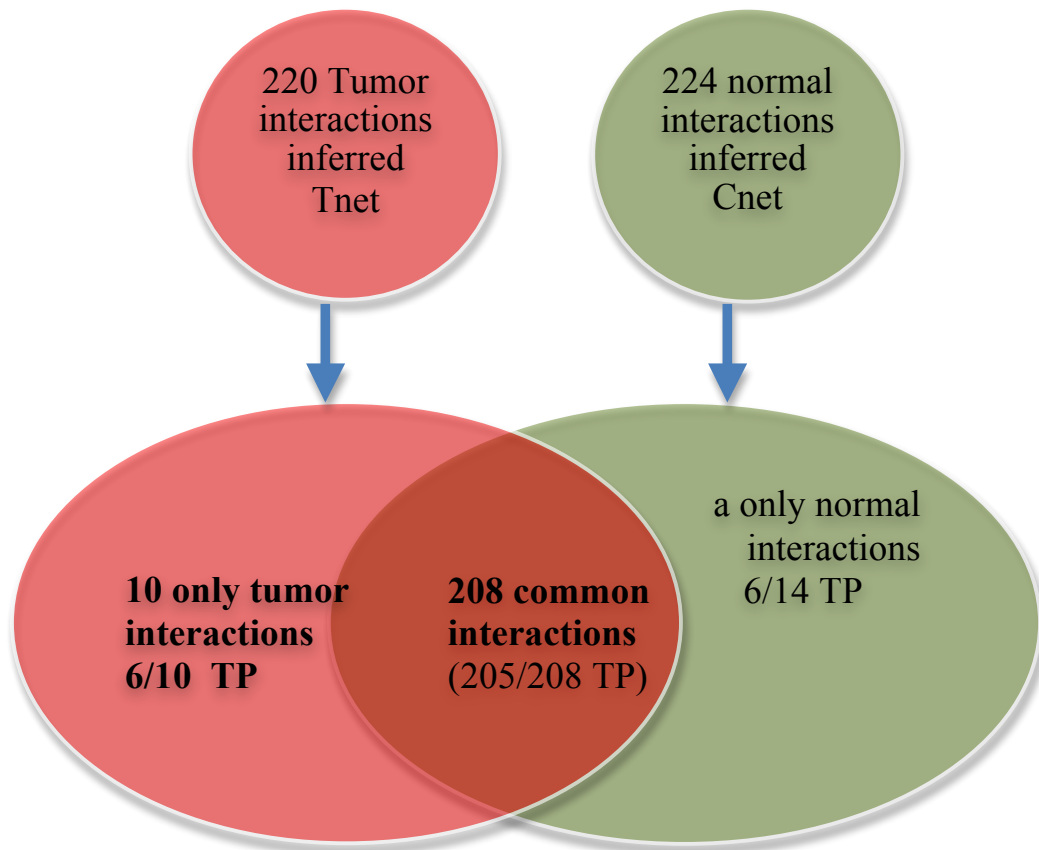 220 Tumor
interactions
inferred
Tnet
224 normal
interactions
inferred
Cnet
10 only tumor
interactions
6/10 TP
208 common
interactions
(205/208 TP)
a only normal
interactions
6/14 TP